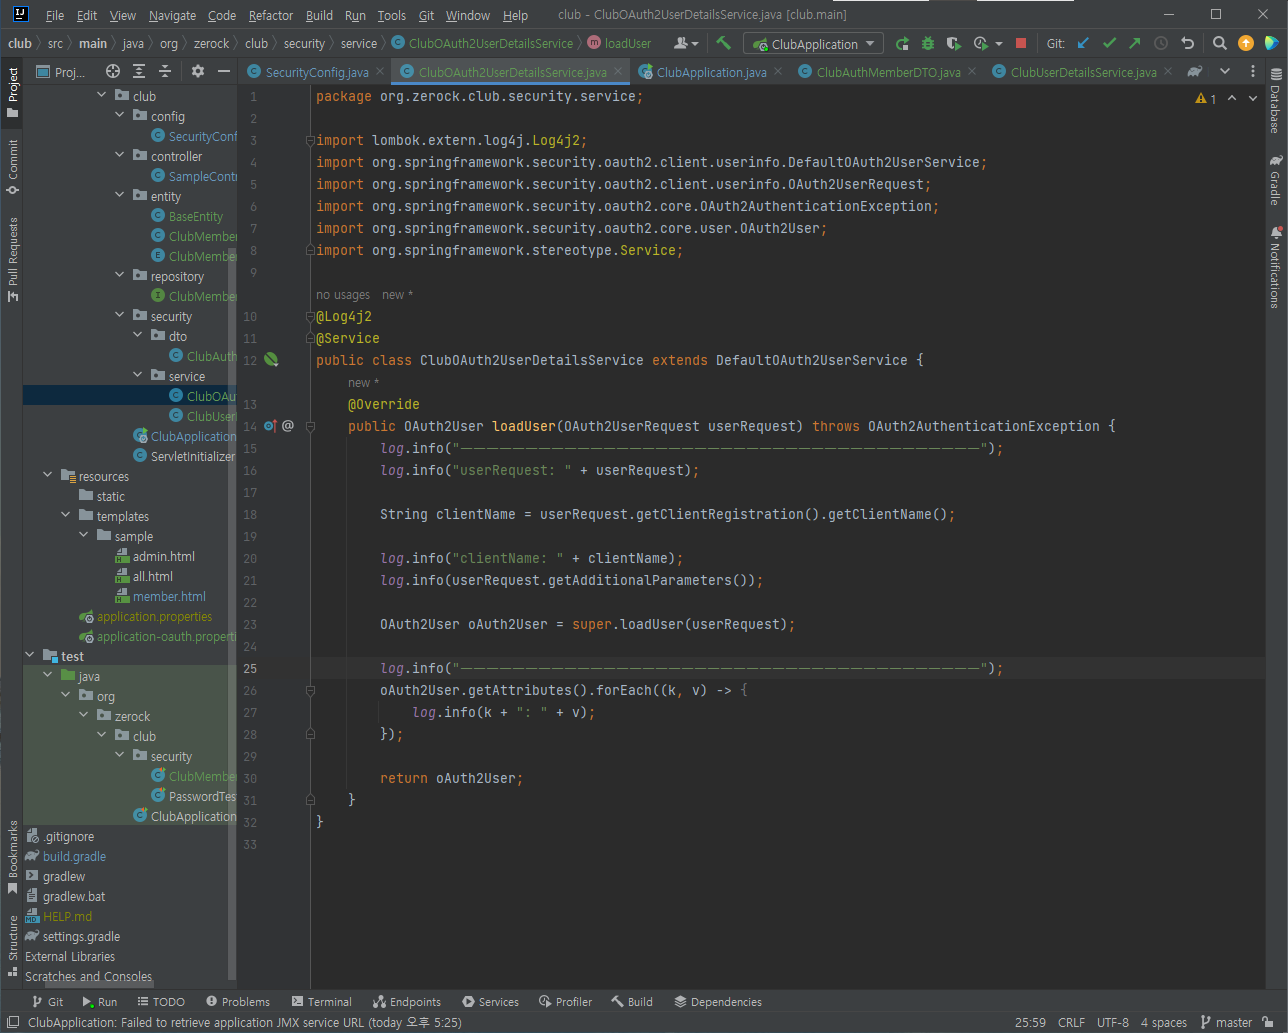 File Edit View Navigate Code Refactor Build Run Tools Git Window Help club - ClubOAuth2UserDetailsService.java [club.main]
club src main java org zerock club security service ClubOAuth2UserDetailsService loadUser ClubApplication Git:
Proj... SecurityConfig.java ClubOAuth2UserDetailsService.java ClubApplication.java ClubAuthMemberDTO.java ClubUserDetailsService.java
Project
Commit
Pull Requests
Bookmarks
Structure
club
config
SecurityConf
controller
SampleContr
entity
BaseEntity
ClubMember
ClubMember
repository
ClubMember
security
dto
ClubAuth
service
ClubOAu
ClubUser
ClubApplication
ServletInitializer
resources
static
templates
sample
admin.html
all.html
member.html
application.properties
application-oauth.properti
test
java
org
zerock
club
security
ClubMembe
PasswordTes
ClubApplication
.gitignore
build.gradle
gradlew
gradlew.bat
HELP.md
settings.gradle
External Libraries
Scratches and Consoles
1 package org.zerock.club.security.service;
2
3 import lombok.extern.log4j.Log4j2;
4 import org.springframework.security.oauth2.client.userinfo.DefaultOAuth2UserService;
5 import org.springframework.security.oauth2.client.userinfo.OAuth2UserRequest;
6 import org.springframework.security.oauth2.core.OAuth2AuthenticationException;
7 import org.springframework.security.oauth2.core.user.OAuth2User;
8 import org.springframework.stereotype.Service;
9
no usages new *
10 @Log4j2
11 @Service
12 public class ClubOAuth2UserDetailsService extends DefaultOAuth2UserService {
new *
13 @Override
14 public OAuth2User loadUser(OAuth2UserRequest userRequest) throws OAuth2AuthenticationException {
15 log.info("————————————————————————————————————————");
16 log.info("userRequest: " + userRequest);
17
18 String clientName = userRequest.getClientRegistration().getClientName();
19
20 log.info("clientName: " + clientName);
21 log.info(userRequest.getAdditionalParameters());
22
23 OAuth2User oAuth2User = super.loadUser(userRequest);
24
25 log.info("————————————————————————————————————————");
26 oAuth2User.getAttributes().forEach((k, v) -> {
27 log.info(k + ": " + v);
28 });
29
30 return oAuth2User;
31 }
32 }
33
1
Database
Gradle
Notifications
Git Run TODO Problems Terminal Endpoints Services Profiler Build Dependencies
ClubApplication: Failed to retrieve application JMX service URL (today 오후 5:25) 25:59 CRLF UTF-8 4 spaces master